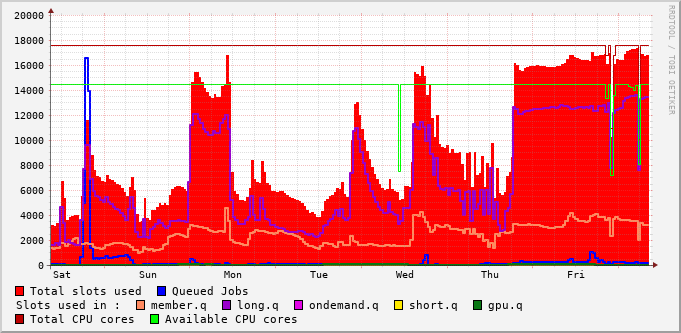 20000
18000
16000
14000
12000
10000
8000
6000
4000
2000
0
Sat Sun Mon Tue Wed Thu Fri
RRDTOOL / TOBI OETIKER
Total slots used Queued Jobs
Slots used in : member.q long.q ondemand.q short.q gpu.q
Total CPU cores Available CPU cores